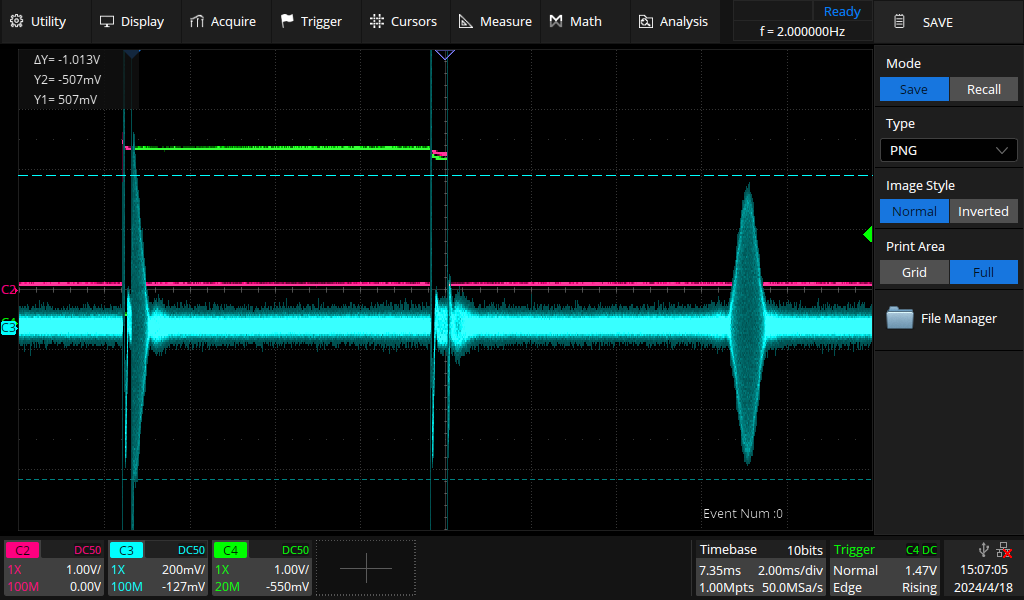 Utility Display Acquire Trigger Cursors Measure Math Analysis
Ready
f = 2.000000Hz
SAVE
ΔY= -1.013V
Y2= -507mV
Y1= 507mV
Mode
Save Recall
Type
PNG
Image Style
Normal Inverted
Print Area
Grid Full
File Manager
C2
C3
Event Num :0
C2 DC50
1X 1.00V/
100M 0.00V
C3 DC50
1X 200mV/
100M -127mV
C4 DC50
1X 1.00V/
20M -550mV
Timebase 10bits
7.35ms 2.00ms/div
1.00Mpts 50.0MSa/s
Trigger C4 DC
Normal 1.47V
Edge Rising
15:07:05
2024/4/18